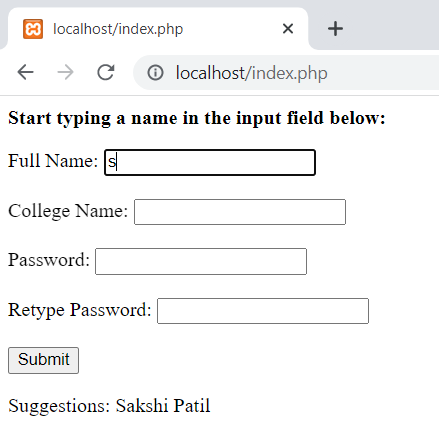 localhost/index.php
localhost/index.php
Start typing a name in the input field below:
Full Name: s
College Name:
Password:
Retype Password:
Submit
Suggestions: Sakshi Patil